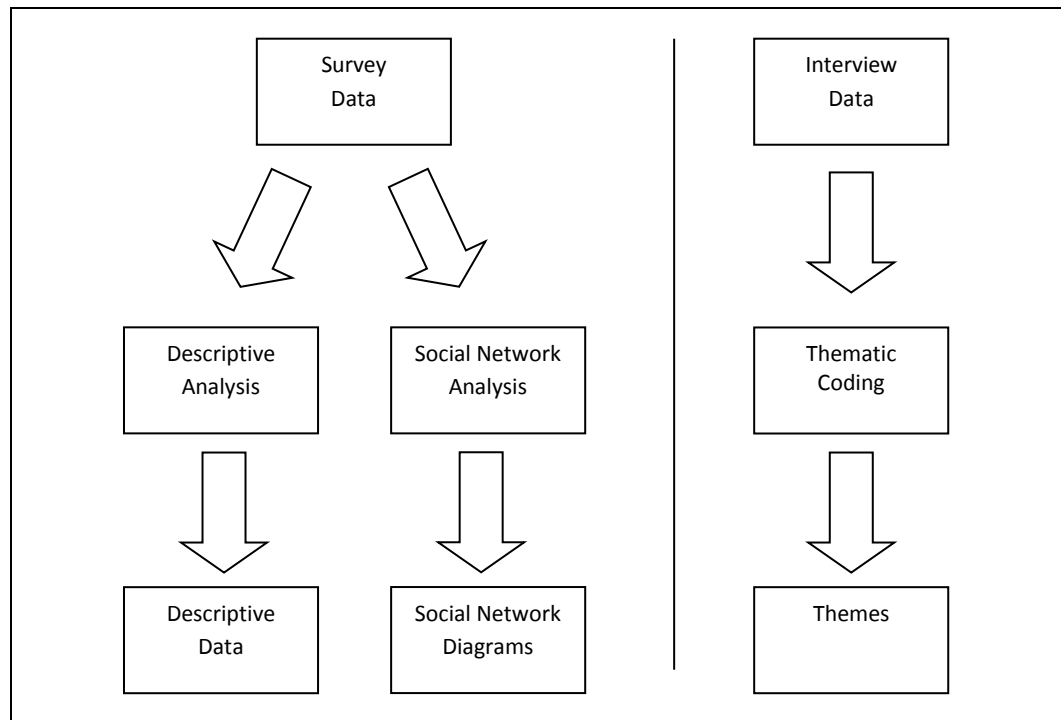 Survey
Data
Interview
Data
Descriptive
Analysis
Social Network
Analysis
Thematic
Coding
Descriptive
Data
Social Network
Diagrams
Themes